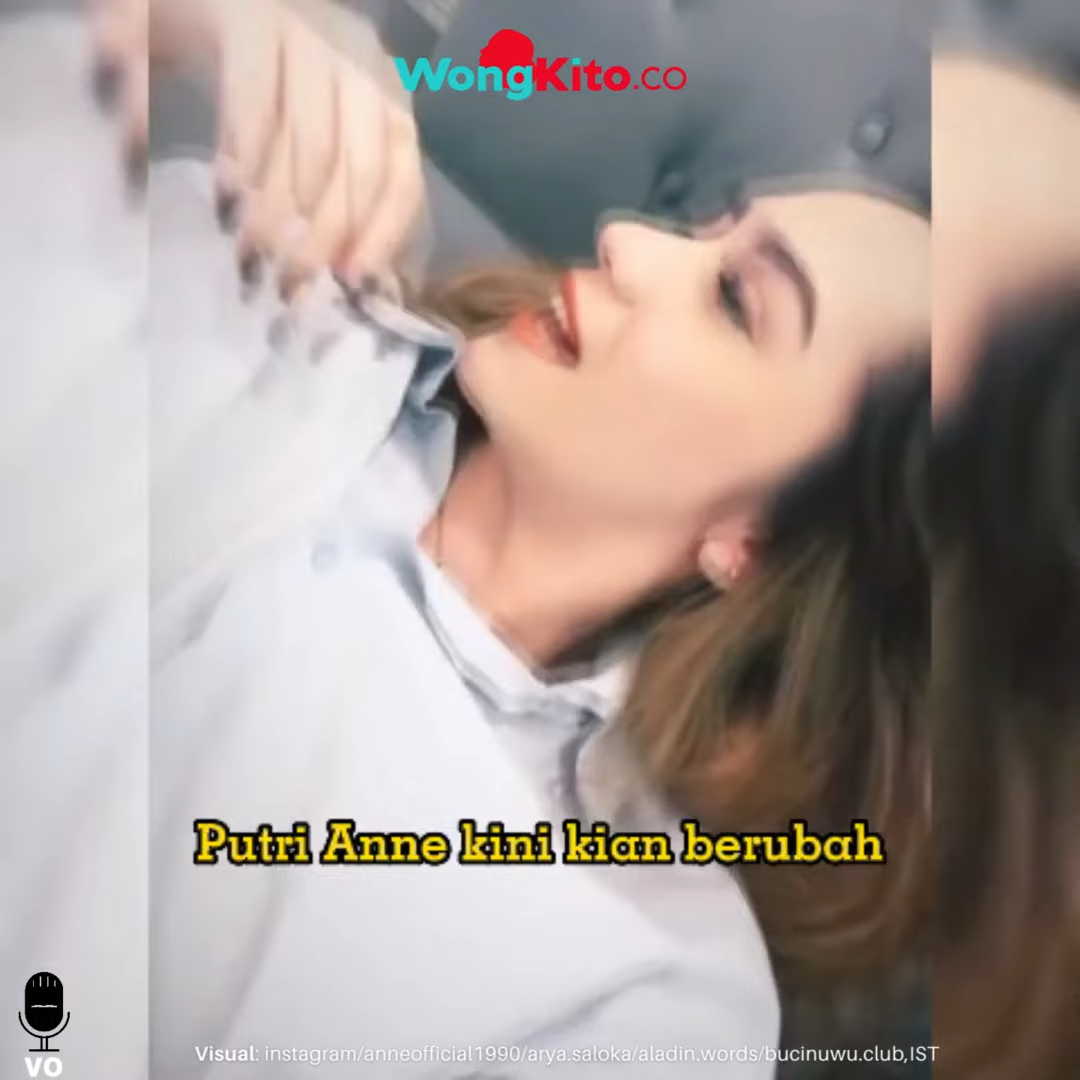 WongKito.co
Putri Anne kini kian berubah
VO
Visual: instagram/anneofficial1990/arya.saloka/aladin.words/bucinuwu.club,IST